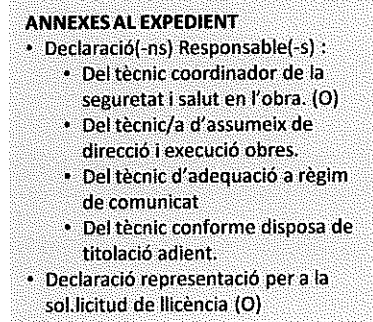 ANNEXES AL EXPEDIENT
• Declaració(-ns) Responsable(-s) :
• Del tècnic coordinador de la
seguretat i salut en l'obra. (O)
• Del tècnic/a d'assumeix de
direcció i execució obres.
• Del tècnic d'adequació a règim
de comunicat
• Del tècnic conforme disposa de
titolació adient.
• Declaració representació per a la
sol.licitud de llicència (O)